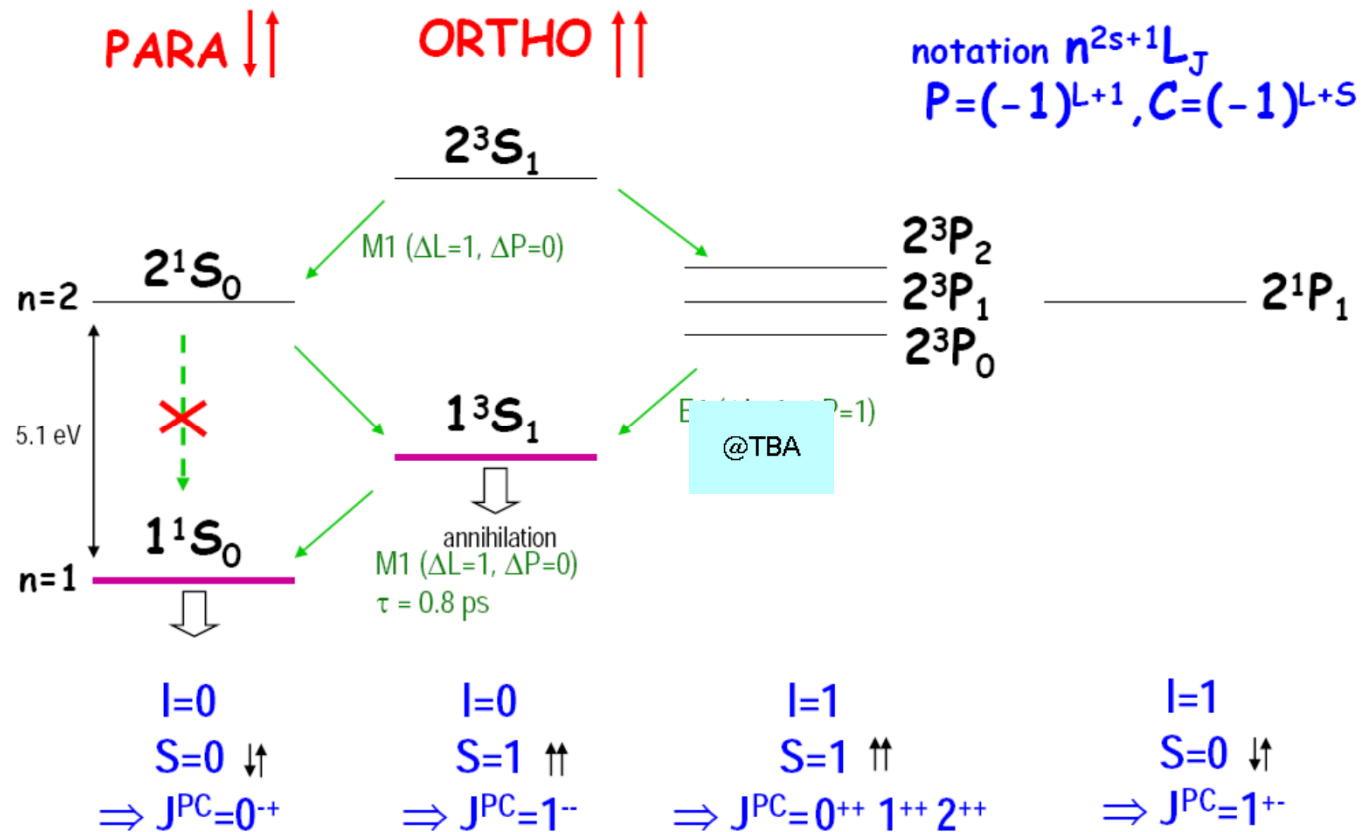 PARA ↓↑
ORTHO ↑↑
notation n²ˢ⁺¹L_J
P=(-1)ᴸ⁺¹,C=(-1)ᴸ⁺ˢ
2³S₁
M1 (ΔL=1, ΔP=0)
2¹S₀
n=2
2³P₂
2³P₁
2³P₀
2¹P₁
5.1 eV
1³S₁
P=1)
@TBA
annihilation
1¹S₀
n=1
M1 (ΔL=1, ΔP=0)
τ = 0.8 ps
l=0
S=0 ↓↑
⇒ Jᴾᶜ=0⁻⁺
l=0
S=1 ↑↑
⇒ Jᴾᶜ=1⁻⁻
l=1
S=1 ↑↑
⇒ Jᴾᶜ=0⁺⁺ 1⁺⁺ 2⁺⁺
l=1
S=0 ↓↑
⇒ Jᴾᶜ=1⁺⁻